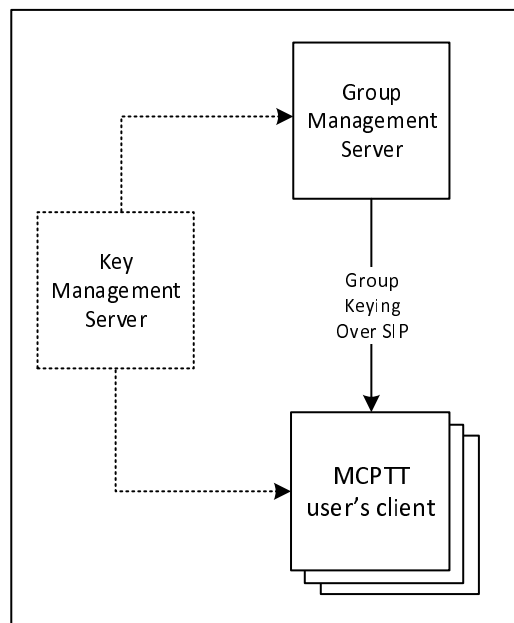 Group
Management
Server
Key
Management
Server
Group
Keying
Over SIP
MCPTT
user's client